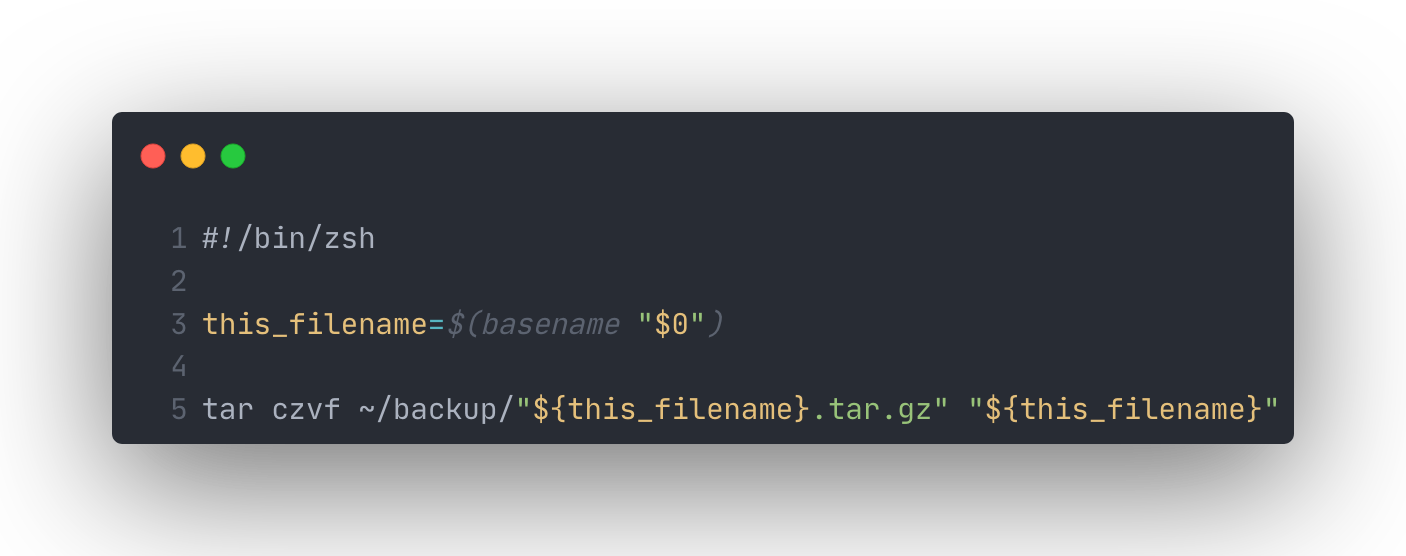 1 #!/bin/zsh
2
3 this_filename=$(basename "$0")
4
5 tar czvf ~/backup/"${this_filename}.tar.gz" "${this_filename}"